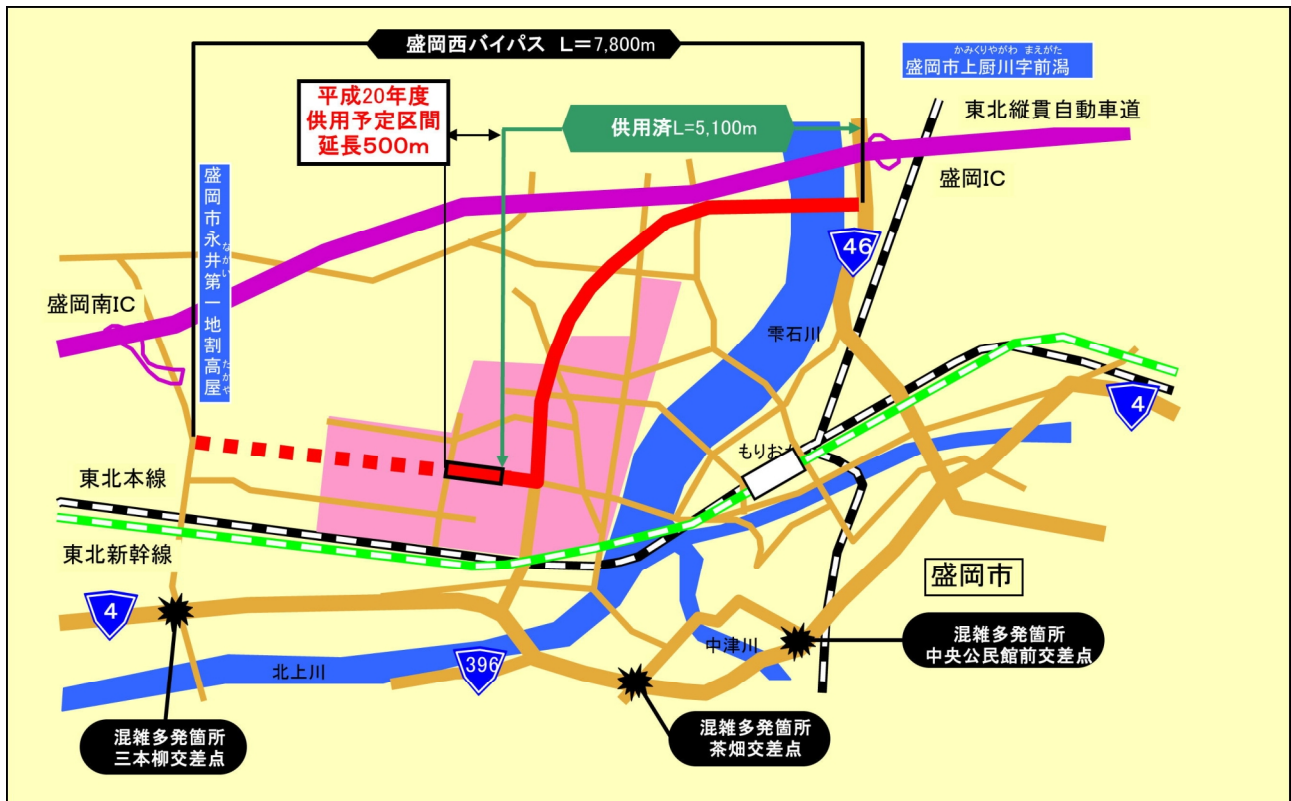 盛岡西バイパス L=7,800m
かみくりやがわ まえがた
盛岡市上厨川字前潟
平成20年度
供用予定区間
延長500m
供用済L=5,100m
東北縦貫自動車道
盛岡IC
46
盛岡市永井第一地割高屋
ながい
たかや
盛岡南IC
雫石川
4
もりおか
東北本線
東北新幹線
盛岡市
4
混雑多発箇所
中央公民館前交差点
中津川
396
北上川
混雑多発箇所
三本柳交差点
混雑多発箇所
茶畑交差点